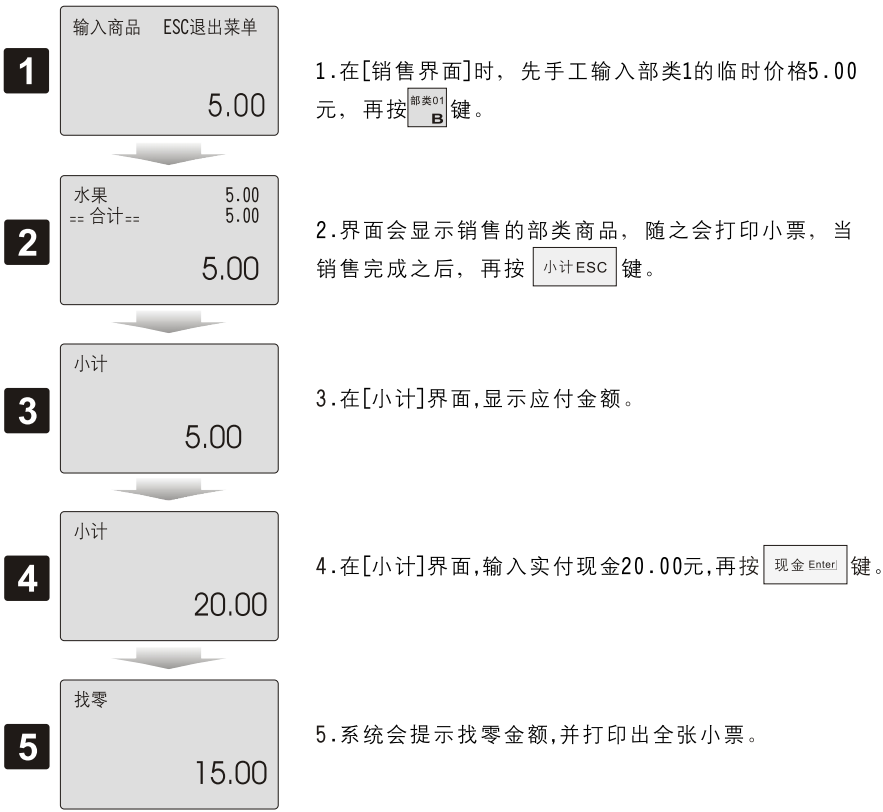 输入商品 ESC退出菜单
5.00
1
1.在[销售界面]时, 先手工输入部类1的临时价格5.00
元, 再按 部类01 B 键。
水果 5.00
== 合计== 5.00
5.00
2
2.界面会显示销售的部类商品, 随之会打印小票, 当
销售完成之后, 再按 小计ESC 键。
小计
5.00
3
3.在[小计]界面,显示应付金额。
小计
20.00
4
4.在[小计]界面,输入实付现金20.00元,再按 现金 Enter 键。
找零
15.00
5
5.系统会提示找零金额,并打印出全张小票。